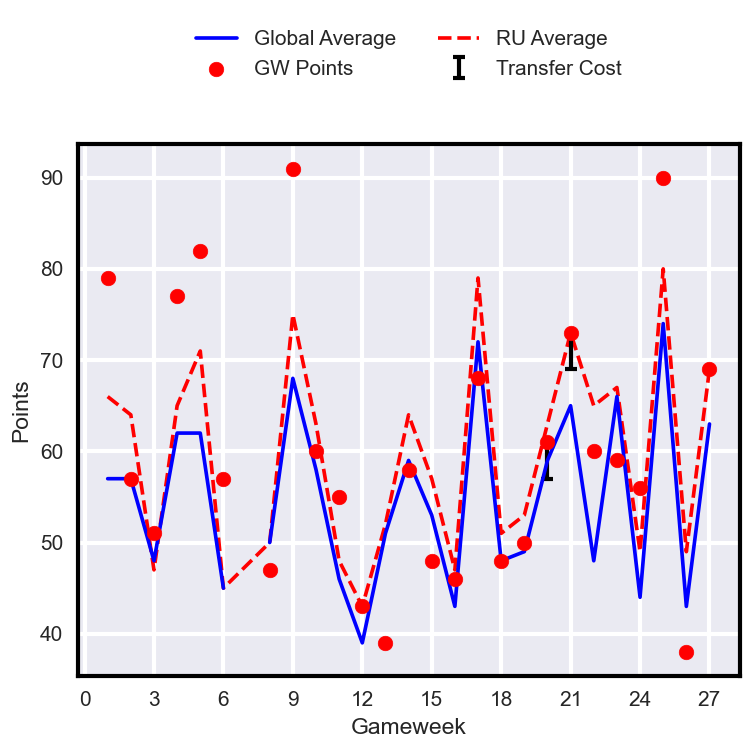 Global Average
RU Average
GW Points
Transfer Cost
90
80
70
60
50
40
Points
0 3 6 9 12 15 18 21 24 27
Gameweek